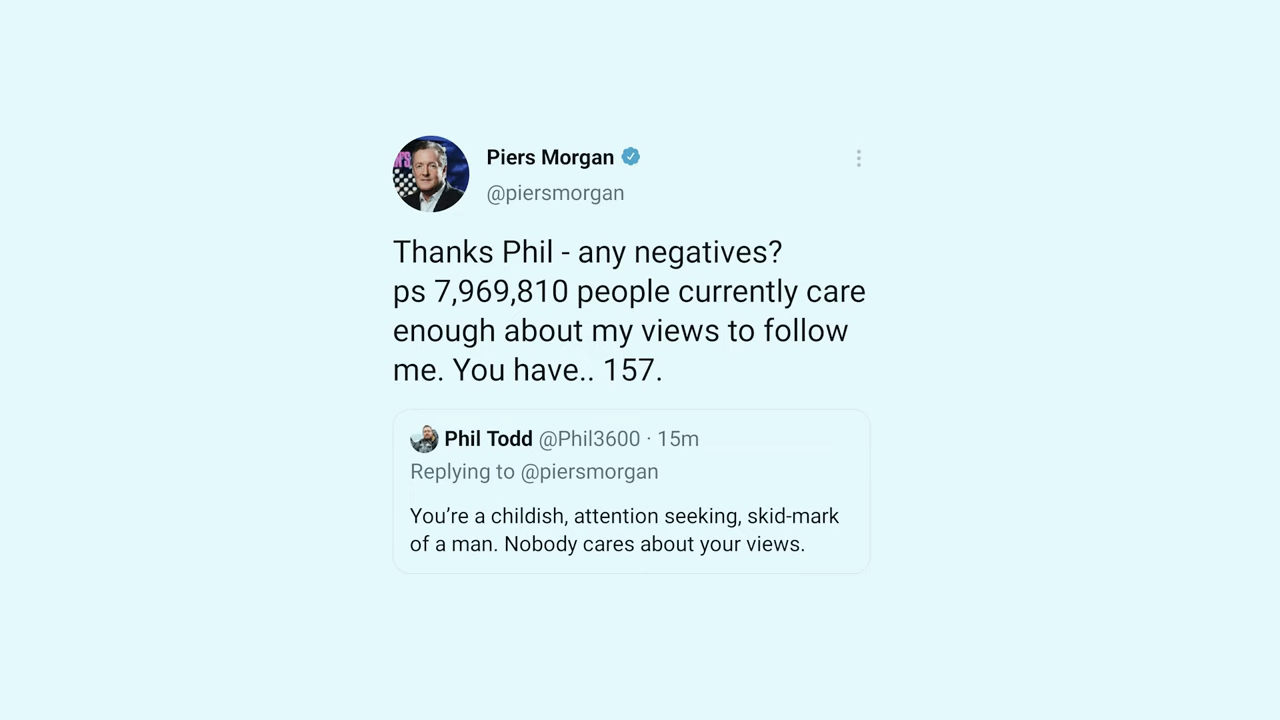 Piers Morgan
@piersmorgan
Thanks Phil - any negatives?
ps 7,969,810 people currently care
enough about my views to follow
me. You have.. 157.
Phil Todd @Phil3600 · 15m
Replying to @piersmorgan
You’re a childish, attention seeking, skid-mark
of a man. Nobody cares about your views.